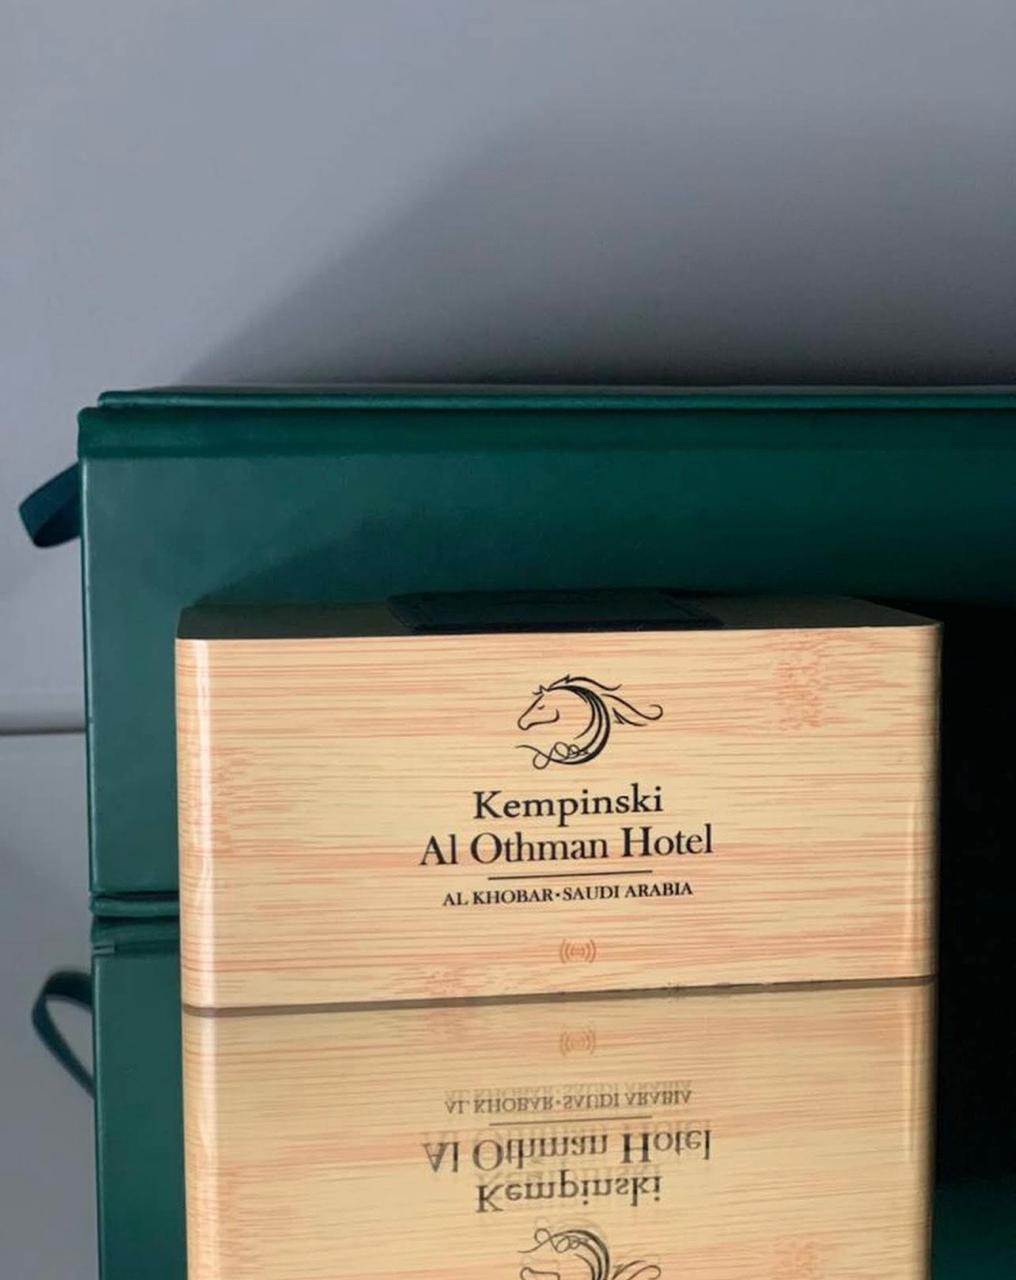 Kempinski
Al Othman Hotel
AL KHOBAR·SAUDI ARABIA